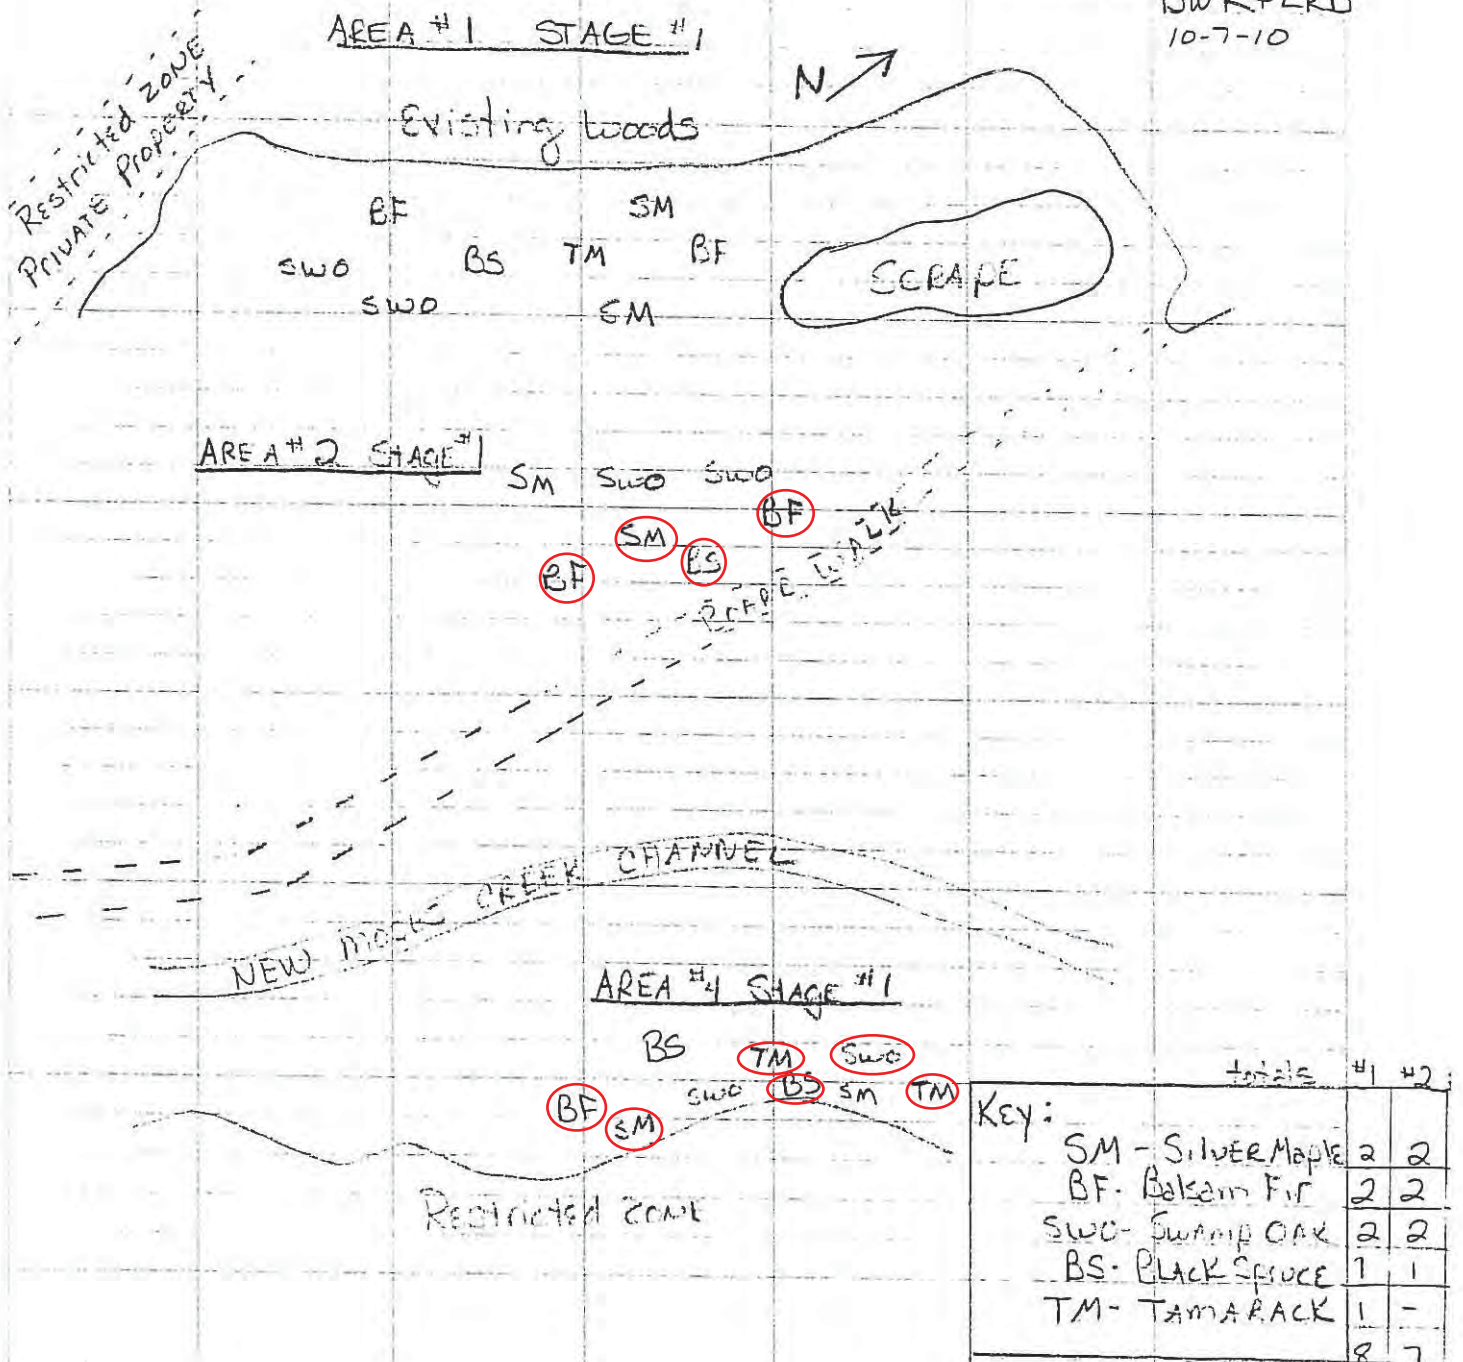 10-7-10
AREA #1 STAGE #1
N
Restricted ZONE
PRIVATE Property
Existing woods
BF SM
SWO BS TM BF
SWO SM
SCRAPE
AREA #2 STAGE #1
SM SWO SWO
BF
SM
BS
BF
PIPE WALK
NEW MOCKS CREEK CHANNEL
AREA #4 STAGE #1
BS TM SWO
BF SWO BS SM TM
SM
Restricted ZONE
totals #1 #2
KEY:
SM - SILVER Maple 2 2
BF - Balsam Fir 2 2
SWO - SWAMP OAK 2 2
BS - BLACK SPRUCE 1 1
TM - TAMARACK 1 -
8 7